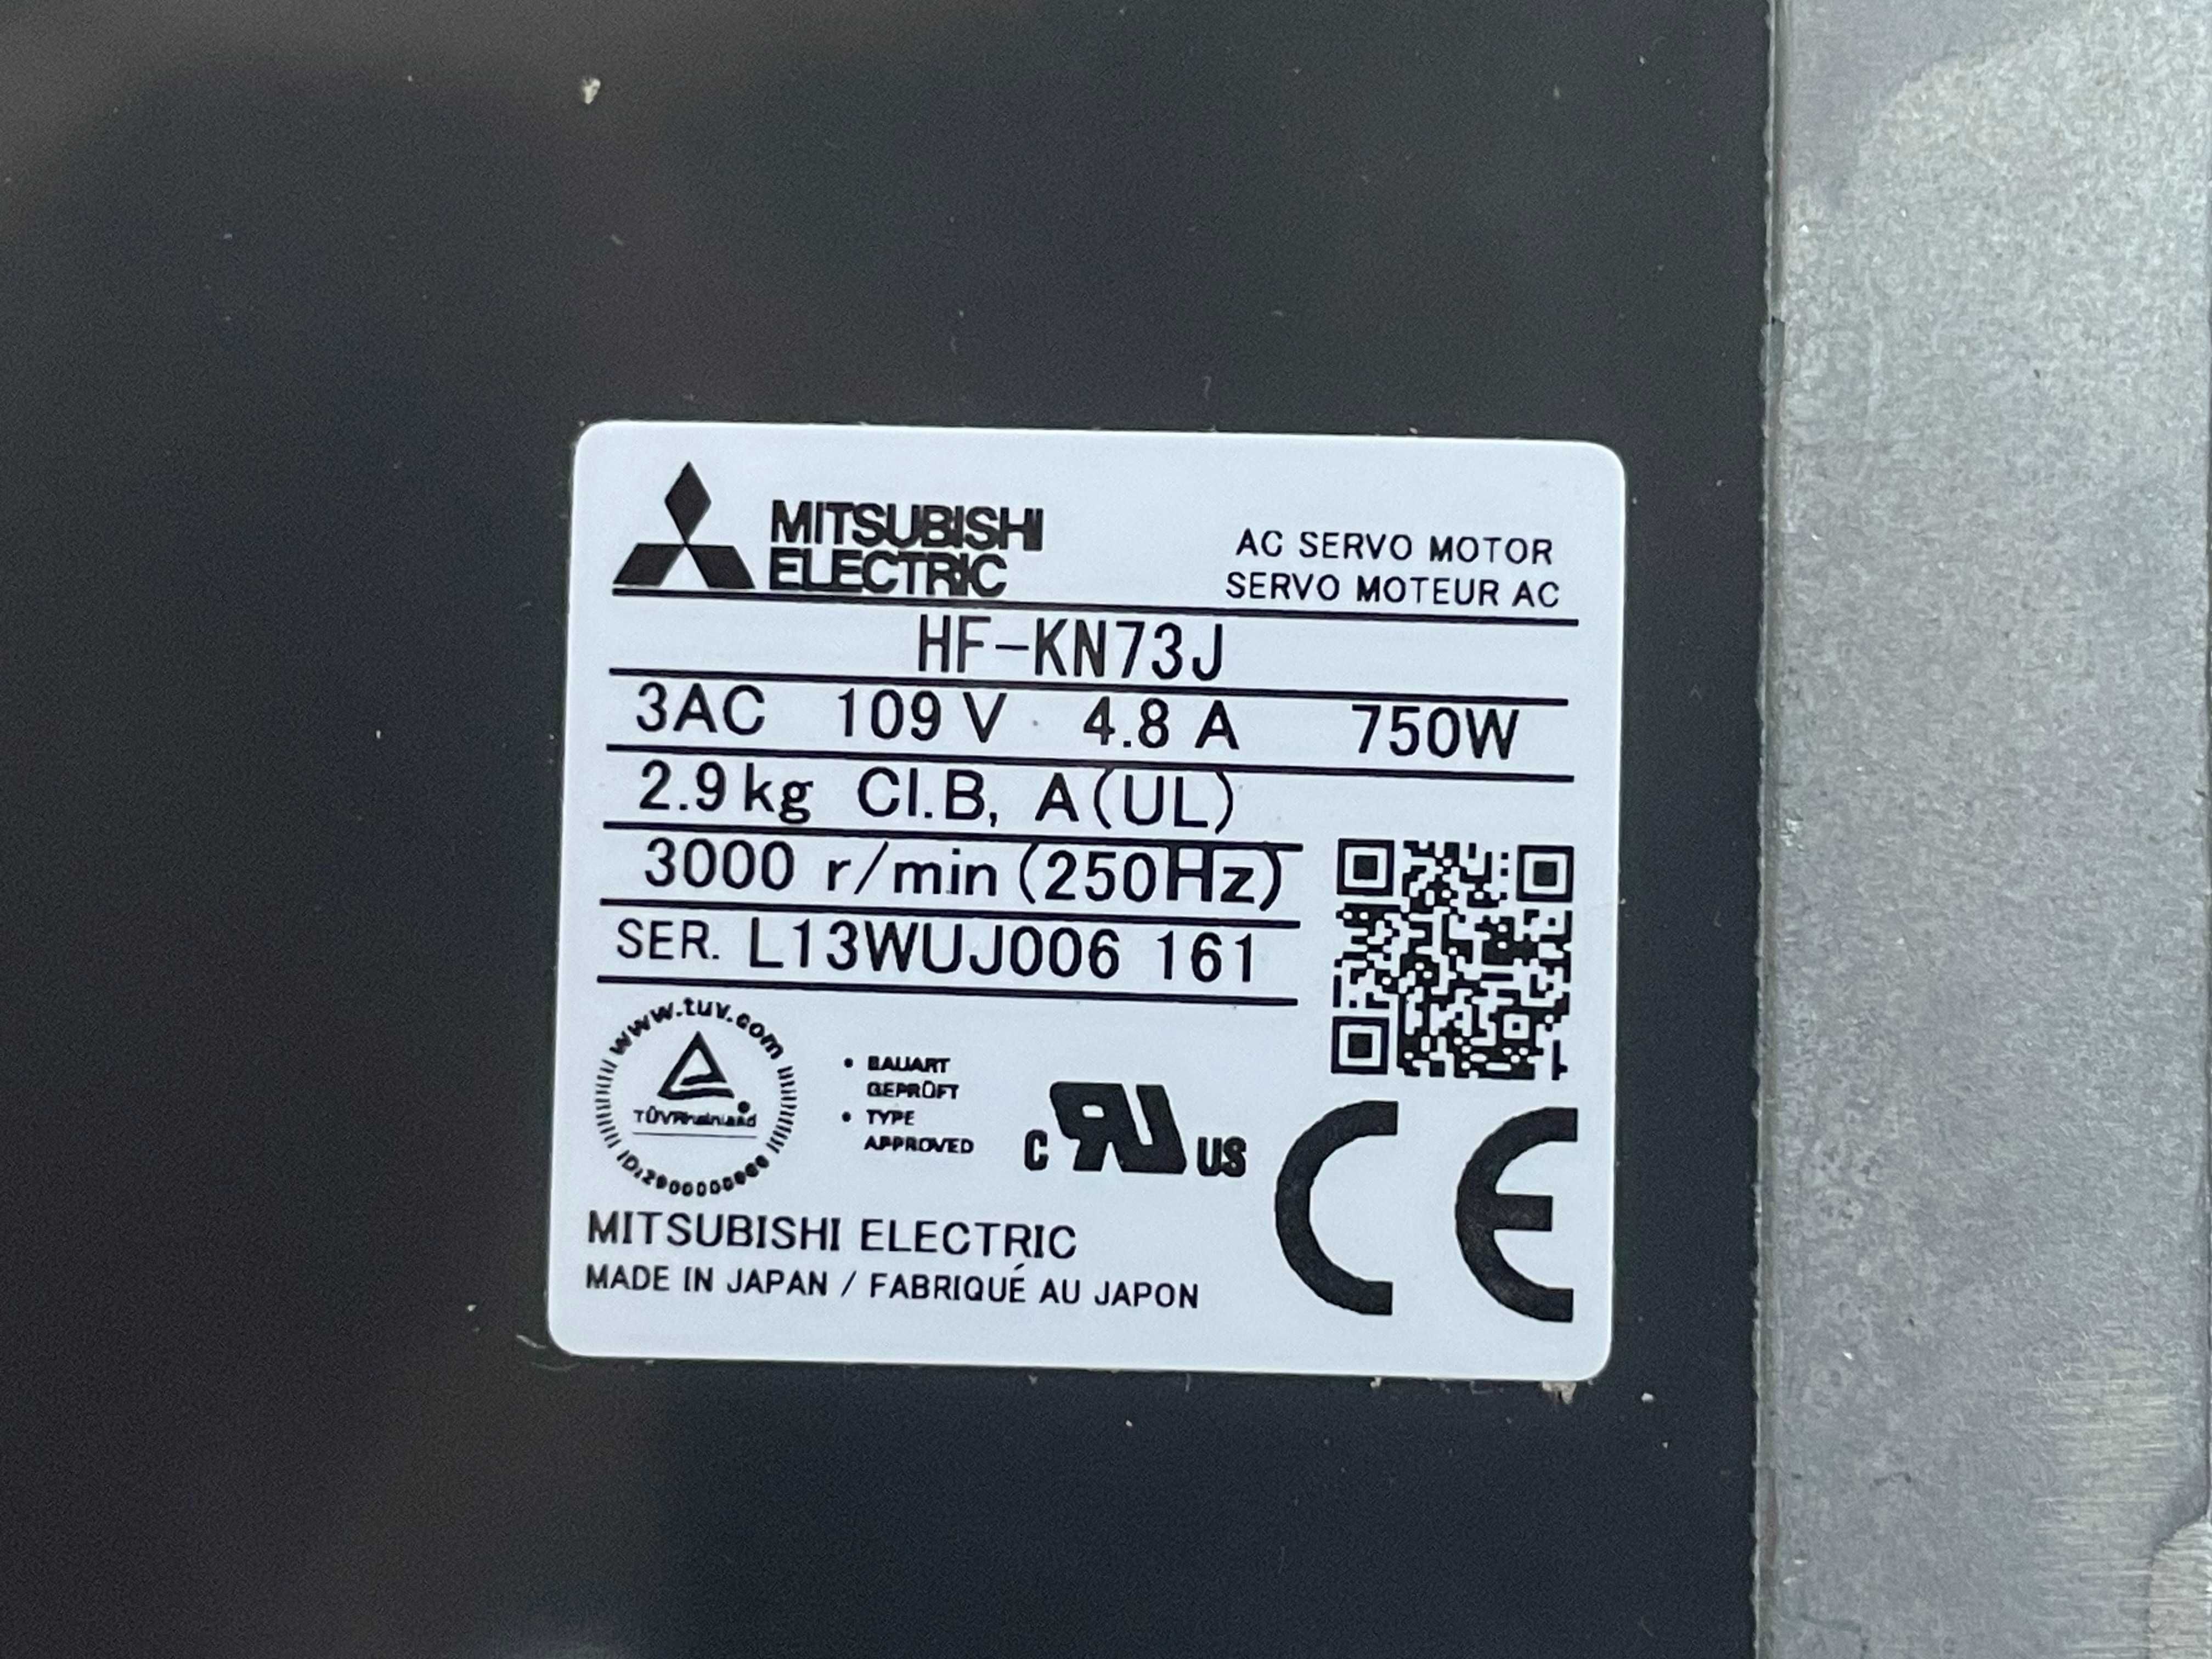 MITSUBISHI
ELECTRIC
AC SERVO MOTOR
SERVO MOTEUR AC
HF-KN73J
3AC 109 V 4.8 A 750W
2.9 kg Cl.B, A(UL)
3000 r/min (250Hz)
SER. L13WUJ006 161
www.tuv.com
TÜVRheinland
• BAUART
GEPRÜFT
• TYPE
APPROVED
c RU US
CE
MITSUBISHI ELECTRIC
MADE IN JAPAN / FABRIQUÉ AU JAPON